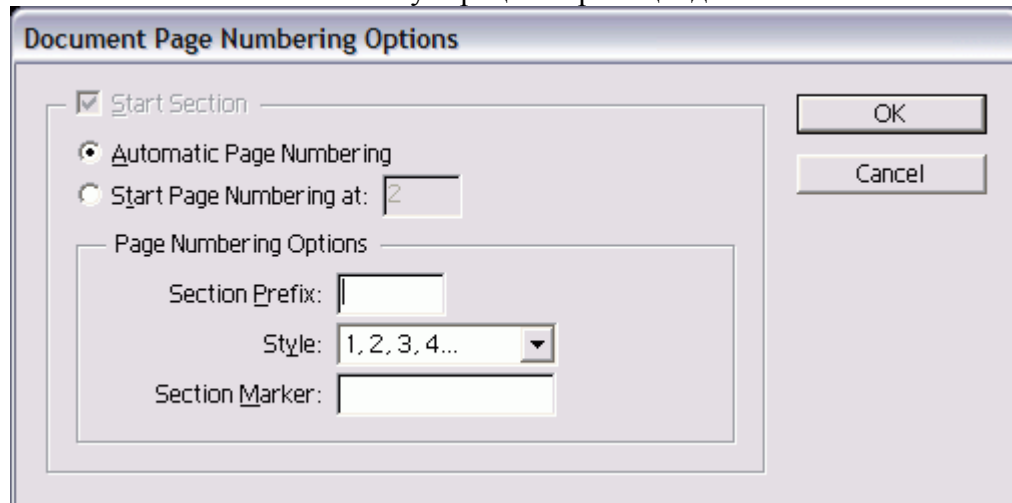 Document Page Numbering Options
Start Section
OK
Automatic Page Numbering
Cancel
Start Page Numbering at: 2
Page Numbering Options
Section Prefix:
Style: 1, 2, 3, 4...
Section Marker: